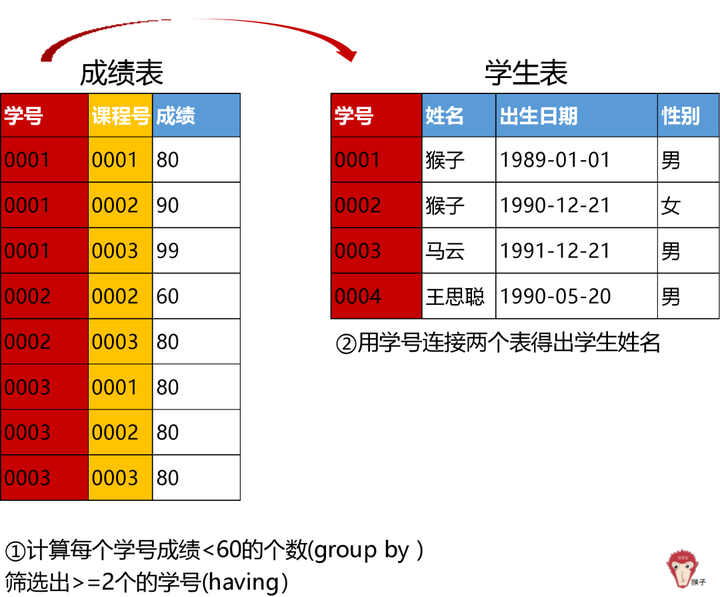 成绩表
学号 课程号 成绩
0001 0001 80
0001 0002 90
0001 0003 99
0002 0002 60
0002 0003 80
0003 0001 80
0003 0002 80
0003 0003 80
①计算每个学号成绩<60的个数(group by )
筛选出>=2个的学号(having)
学生表
学号 姓名 出生日期 性别
0001 猴子 1989-01-01 男
0002 猴子 1990-12-21 女
0003 马云 1991-12-21 男
0004 王思聪 1990-05-20 男
②用学号连接两个表得出学生姓名
猴子